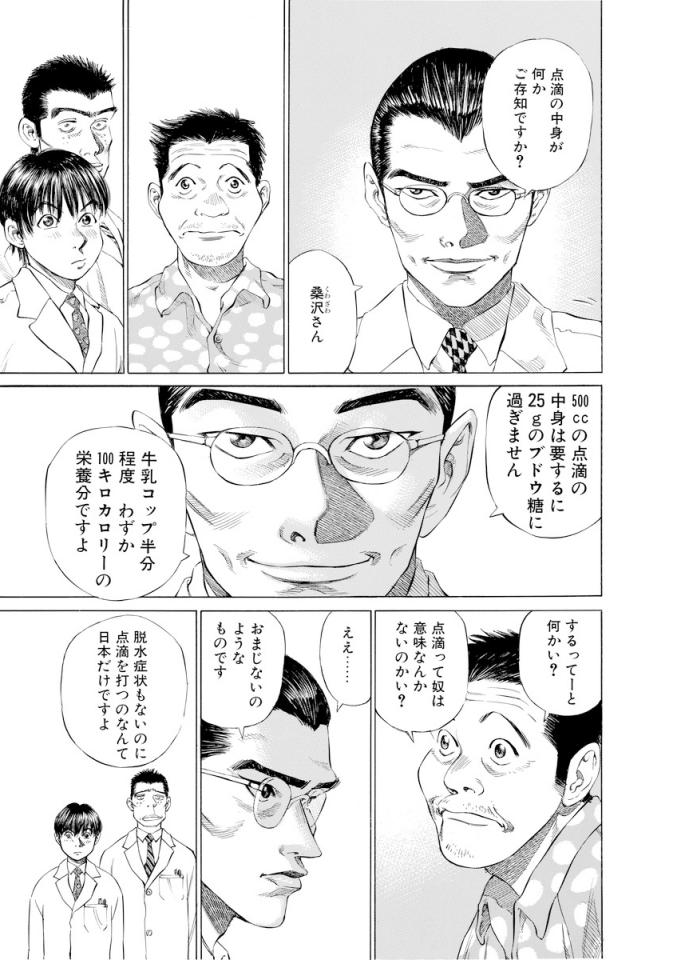 点滴の中身が
何か
ご存知ですか?
桑沢さん
くわざわ
500ccの点滴の
中身は要するに
25gのブドウ糖に
過ぎません
牛乳コップ半分
程度 わずか
100キロカロリーの
栄養分ですよ
するってーと
何かい?
点滴って奴は
意味なんか
ないのかい?
ええ……
おまじないの
ような
ものです
脱水症状もないのに
点滴を打つのなんて
日本だけですよ